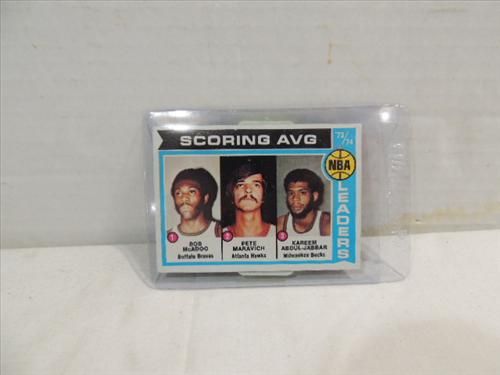 SCORING AVG
'73/
'74
NBA
LEADERS
1
BOB
McADOO
Buffalo Braves
2
PETE
MARAVICH
Atlanta Hawks
3
KAREEM
ABDUL-JABBAR
Milwaukee Bucks